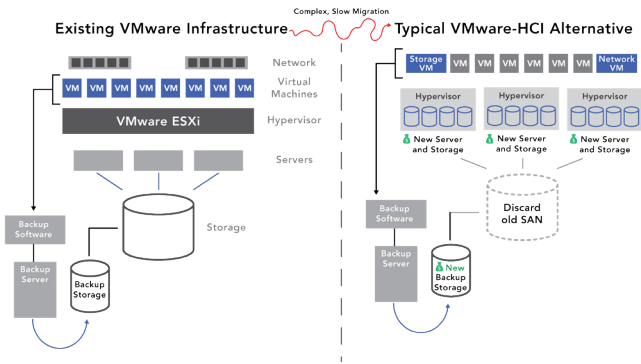 Complex, Slow Migration
Existing VMware Infrastructure
Network
VM VM VM VM VM VM VM VM
Virtual
Machines
VMware ESXi
Hypervisor
Servers
Storage
Backup
Software
Backup
Server
Backup
Storage
Typical VMware-HCI Alternative
Storage
VM
VM VM VM VM VM VM
Network
VM
Hypervisor
Hypervisor
Hypervisor
$ New Server
and Storage
$ New Server
and Storage
$ New Server
and Storage
Discard
old SAN
Backup
Software
Backup
Server
$ New
Backup
Storage